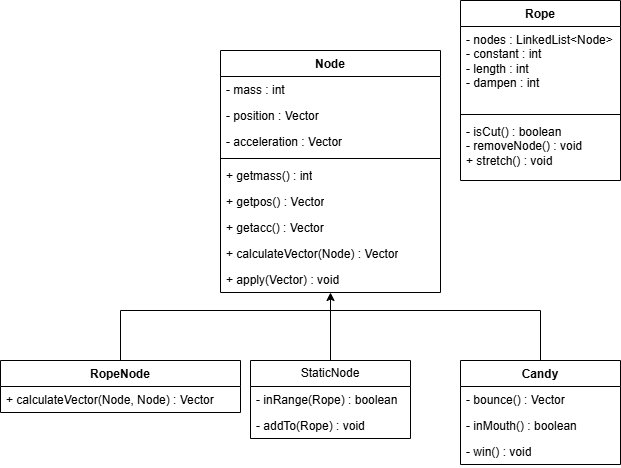 Rope
- nodes : LinkedList<Node>
- constant : int
- length : int
- dampen : int
- isCut() : boolean
- removeNode() : void
+ stretch() : void
Node
- mass : int
- position : Vector
- acceleration : Vector
+ getmass() : int
+ getpos() : Vector
+ getacc() : Vector
+ calculateVector(Node) : Vector
+ apply(Vector) : void
RopeNode
+ calculateVector(Node, Node) : Vector
StaticNode
- inRange(Rope) : boolean
- addTo(Rope) : void
Candy
- bounce() : Vector
- inMouth() : boolean
- win() : void